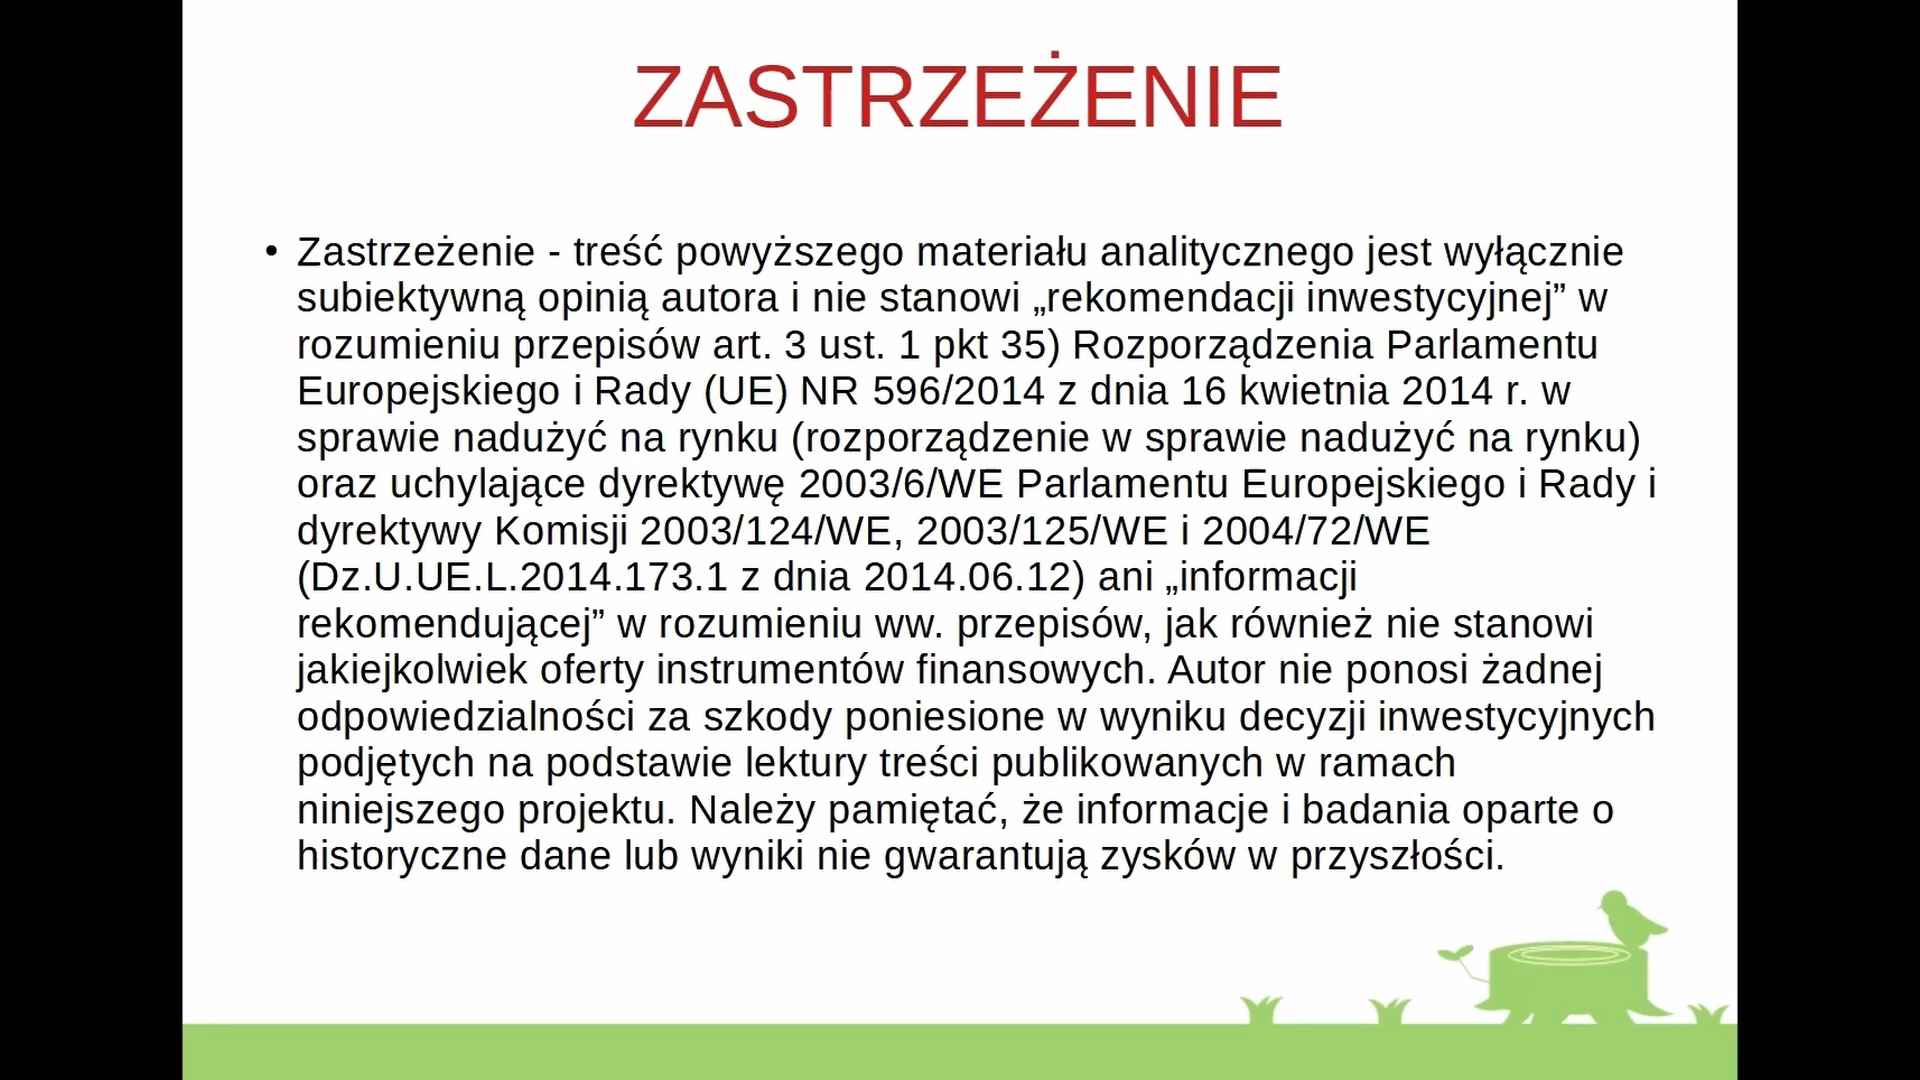 ZASTRZEŻENIE
• Zastrzeżenie - treść powyższego materiału analitycznego jest wyłącznie
subiektywną opinią autora i nie stanowi „rekomendacji inwestycyjnej” w
rozumieniu przepisów art. 3 ust. 1 pkt 35) Rozporządzenia Parlamentu
Europejskiego i Rady (UE) NR 596/2014 z dnia 16 kwietnia 2014 r. w
sprawie nadużyć na rynku (rozporządzenie w sprawie nadużyć na rynku)
oraz uchylające dyrektywę 2003/6/WE Parlamentu Europejskiego i Rady i
dyrektywy Komisji 2003/124/WE, 2003/125/WE i 2004/72/WE
(Dz.U.UE.L.2014.173.1 z dnia 2014.06.12) ani „informacji
rekomendującej” w rozumieniu ww. przepisów, jak również nie stanowi
jakiejkolwiek oferty instrumentów finansowych. Autor nie ponosi żadnej
odpowiedzialności za szkody poniesione w wyniku decyzji inwestycyjnych
podjętych na podstawie lektury treści publikowanych w ramach
niniejszego projektu. Należy pamiętać, że informacje i badania oparte o
historyczne dane lub wyniki nie gwarantują zysków w przyszłości.